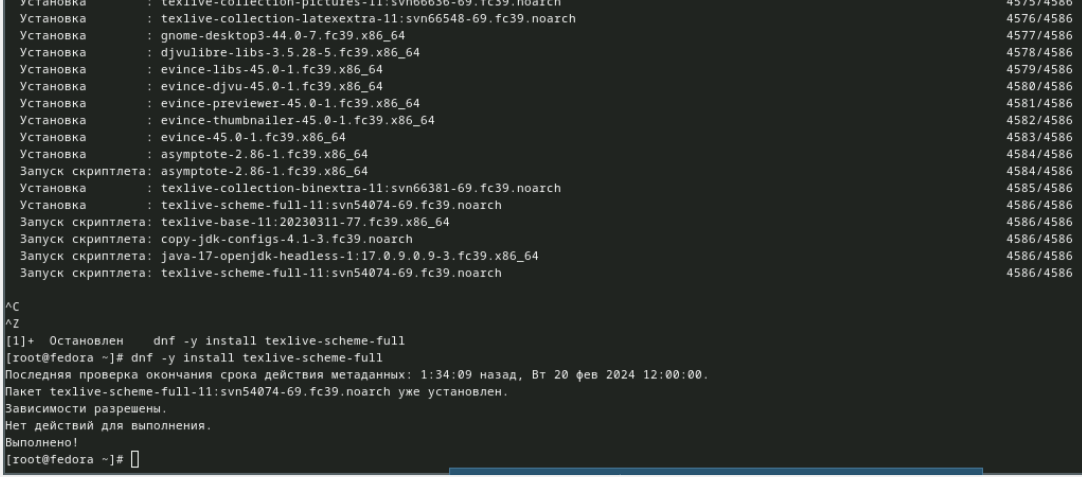 Установка : texlive-collection-pictures-11:svn66636-69.fc39.noarch 4575/4586
Установка : texlive-collection-latexextra-11:svn66548-69.fc39.noarch 4576/4586
Установка : gnome-desktop3-44.0-7.fc39.x86_64 4577/4586
Установка : djvulibre-libs-3.5.28-5.fc39.x86_64 4578/4586
Установка : evince-libs-45.0-1.fc39.x86_64 4579/4586
Установка : evince-djvu-45.0-1.fc39.x86_64 4580/4586
Установка : evince-previewer-45.0-1.fc39.x86_64 4581/4586
Установка : evince-thumbnailer-45.0-1.fc39.x86_64 4582/4586
Установка : evince-45.0-1.fc39.x86_64 4583/4586
Установка : asymptote-2.86-1.fc39.x86_64 4584/4586
Запуск скриптлета: asymptote-2.86-1.fc39.x86_64 4584/4586
Установка : texlive-collection-binextra-11:svn66381-69.fc39.noarch 4585/4586
Установка : texlive-scheme-full-11:svn54074-69.fc39.noarch 4586/4586
Запуск скриптлета: texlive-base-11:20230311-77.fc39.x86_64 4586/4586
Запуск скриптлета: copy-jdk-configs-4.1-3.fc39.noarch 4586/4586
Запуск скриптлета: java-17-openjdk-headless-1:17.0.9.0.9-3.fc39.x86_64 4586/4586
Запуск скриптлета: texlive-scheme-full-11:svn54074-69.fc39.noarch 4586/4586
^C
^Z
[1]+ Остановлен dnf -y install texlive-scheme-full
[root@fedora ~]# dnf -y install texlive-scheme-full
Последняя проверка окончания срока действия метаданных: 1:34:09 назад, Вт 20 фев 2024 12:00:00.
Пакет texlive-scheme-full-11:svn54074-69.fc39.noarch уже установлен.
Зависимости разрешены.
Нет действий для выполнения.
Выполнено!
[root@fedora ~]#